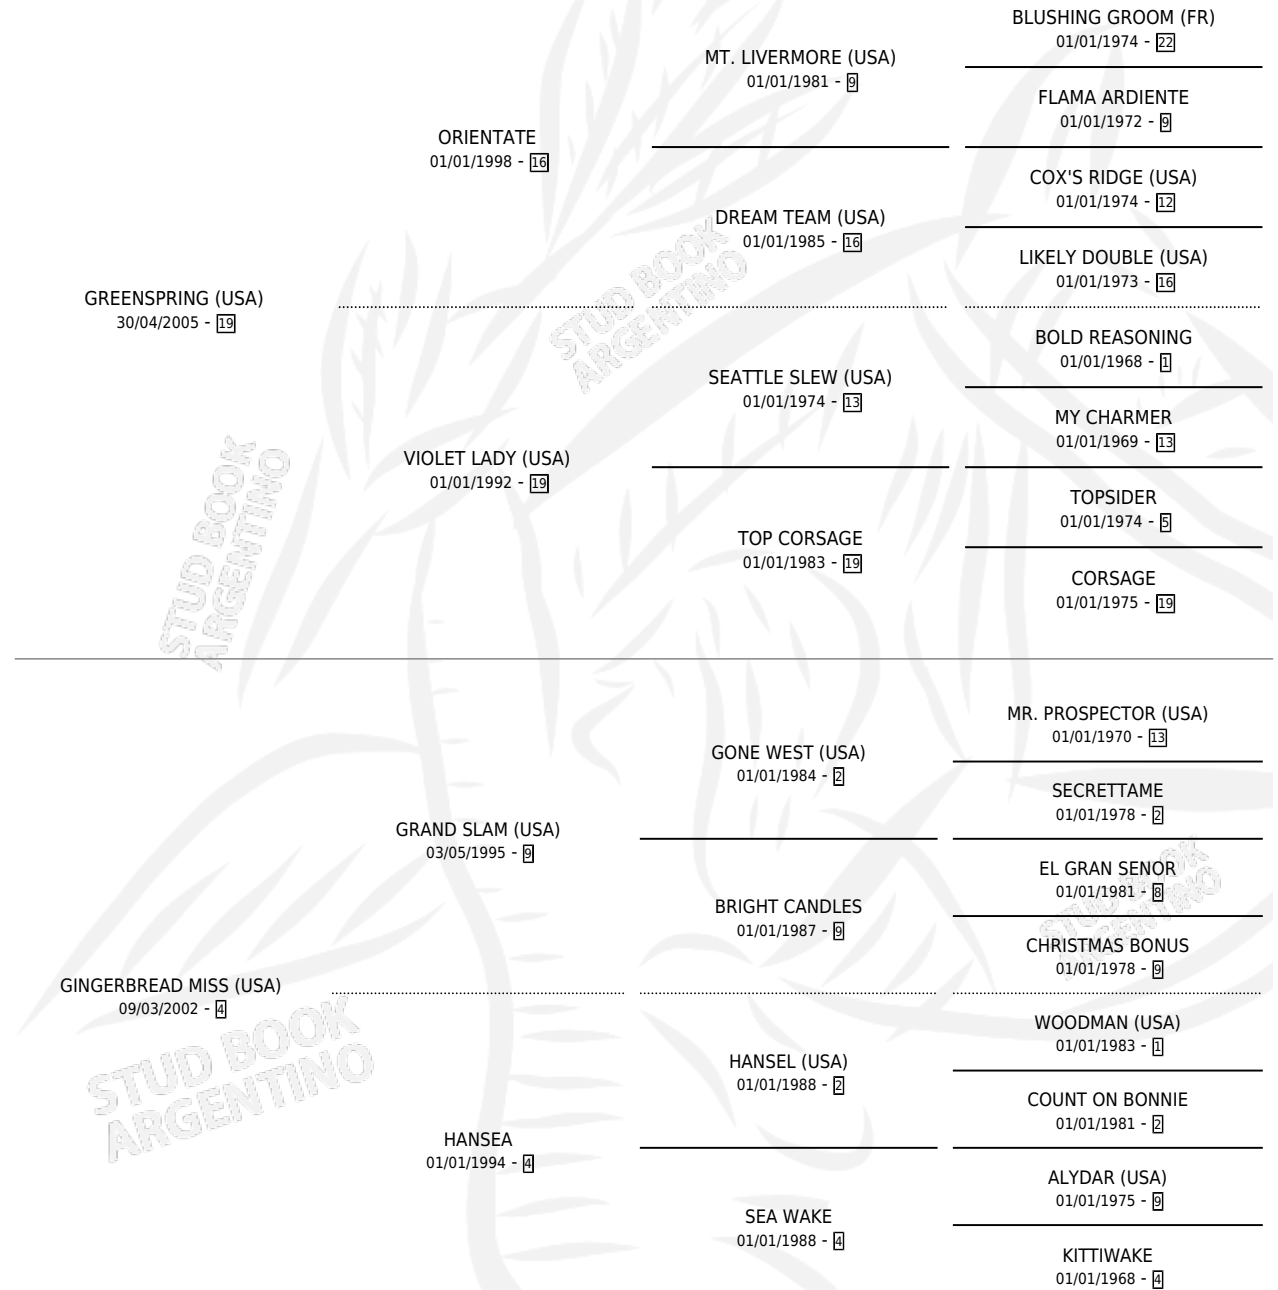 BLUSHING GROOM (FR)
01/01/1974 - 22
MT. LIVERMORE (USA)
01/01/1981 - 9
FLAMA ARDIENTE
01/01/1972 - 9
ORIENTATE
01/01/1998 - 16
COX'S RIDGE (USA)
01/01/1974 - 12
DREAM TEAM (USA)
01/01/1985 - 16
LIKELY DOUBLE (USA)
01/01/1973 - 16
GREENSPRING (USA)
30/04/2005 - 19
STUD BOOK
ARGENTINO
BOLD REASONING
01/01/1968 - 1
SEATTLE SLEW (USA)
01/01/1974 - 13
MY CHARMER
01/01/1969 - 13
VIOLET LADY (USA)
01/01/1992 - 19
TOPSIDER
01/01/1974 - 5
TOP CORSAGE
01/01/1983 - 19
CORSAGE
01/01/1975 - 19
STUD BOOK
ARGENTINO
MR. PROSPECTOR (USA)
01/01/1970 - 13
GONE WEST (USA)
01/01/1984 - 2
SECRETTAME
01/01/1978 - 2
GRAND SLAM (USA)
03/05/1995 - 9
EL GRAN SENOR
01/01/1981 - 8
BRIGHT CANDLES
01/01/1987 - 9
CHRISTMAS BONUS
01/01/1978 - 9
STUD BOOK
ARGENTINO
GINGERBREAD MISS (USA)
09/03/2002 - 4
WOODMAN (USA)
01/01/1983 - 1
HANSEL (USA)
01/01/1988 - 2
COUNT ON BONNIE
01/01/1981 - 2
STUD BOOK
ARGENTINO
HANSEA
01/01/1994 - 4
ALYDAR (USA)
01/01/1975 - 9
SEA WAKE
01/01/1988 - 4
KITTIWAKE
01/01/1968 - 4